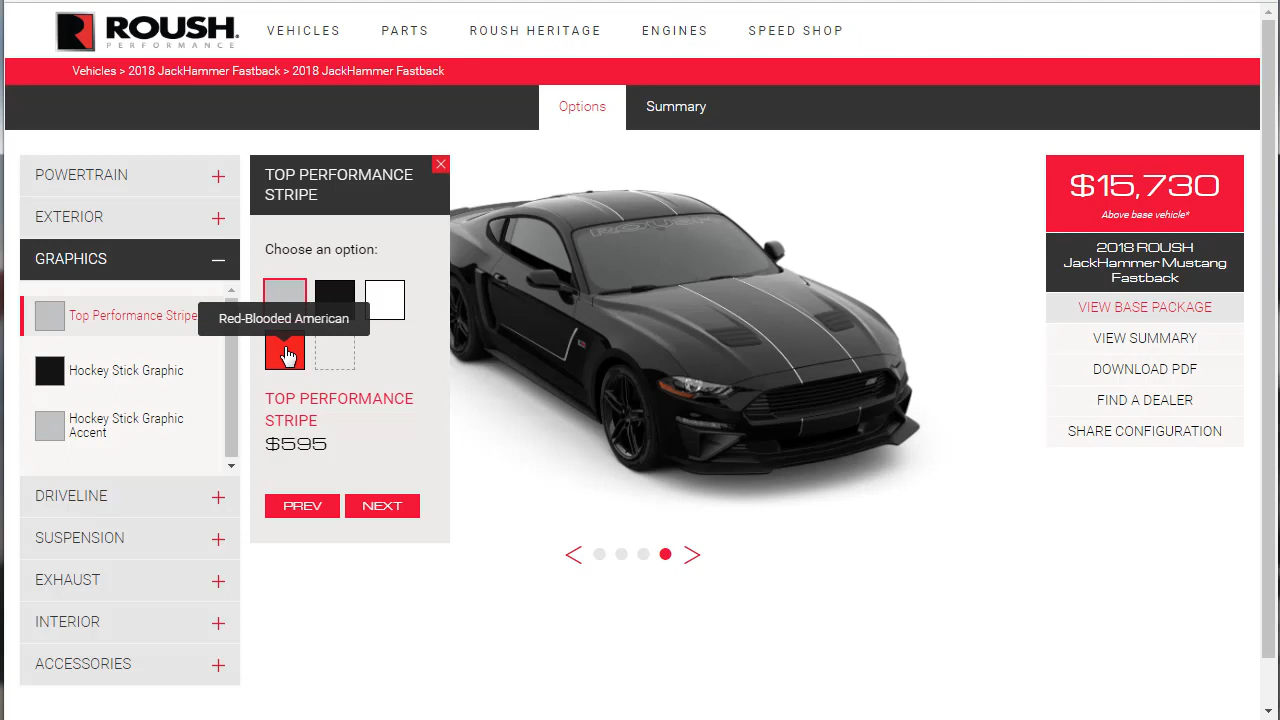 ROUSH
PERFORMANCE
VEHICLES
PARTS
ROUSH HERITAGE
ENGINES
SPEED SHOP
Vehicles > 2018 JackHammer Fastback > 2018 JackHammer Fastback
Options
Summary
POWERTRAIN
EXTERIOR
GRAPHICS
Top Performance Stripe
Hockey Stick Graphic
Hockey Stick Graphic
Accent
DRIVELINE
SUSPENSION
EXHAUST
INTERIOR
ACCESSORIES
TOP PERFORMANCE
STRIPE
Choose an option:
Red-Blooded American
TOP PERFORMANCE
STRIPE
$595
PREV
NEXT
ROUSH
$15,730
Above base vehicle*
2018 ROUSH
JackHammer Mustang
Fastback
VIEW BASE PACKAGE
VIEW SUMMARY
DOWNLOAD PDF
FIND A DEALER
SHARE CONFIGURATION